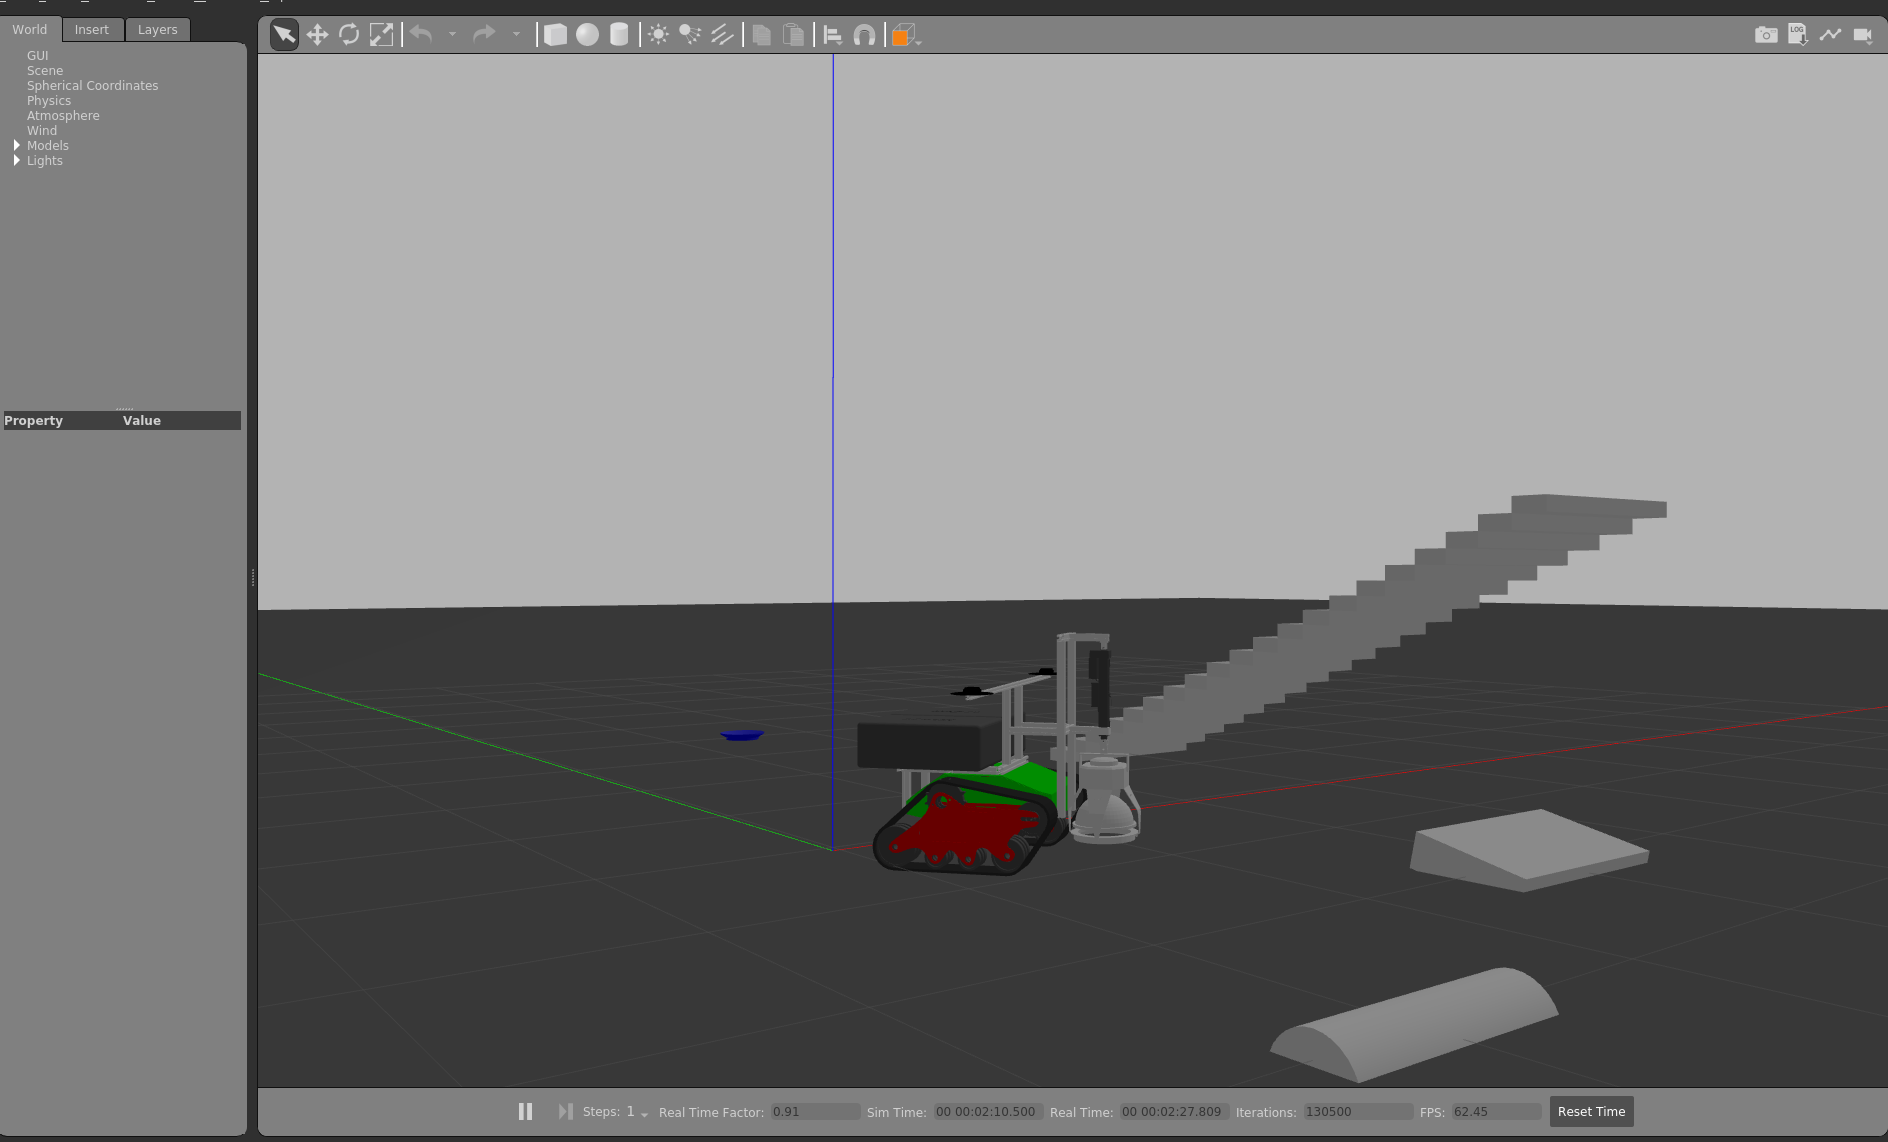 World Insert Layers
GUI
Scene
Spherical Coordinates
Physics
Atmosphere
Wind
Models
Lights
Property Value
LOG
Steps: 1 Real Time Factor: 0.91 Sim Time: 00 00:02:10.500 Real Time: 00 00:02:27.809 Iterations: 130500 FPS: 62.45 Reset Time